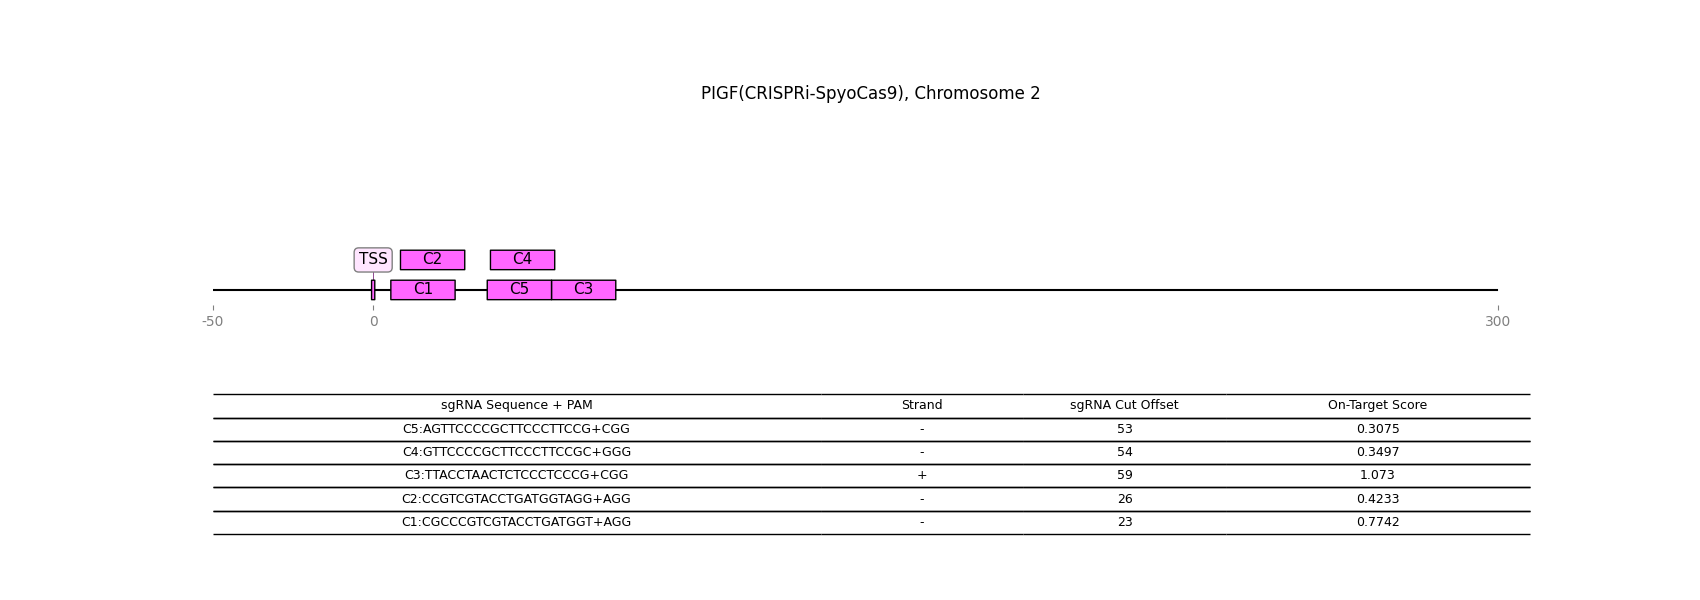 PIGF(CRISPRi-SpyoCas9), Chromosome 2
TSS C2 C4
C1 C5 C3
-50 0 300
sgRNA Sequence + PAM Strand sgRNA Cut Offset On-Target Score
C5:AGTTCCCCGCTTCCCTTCCG+CGG - 53 0.3075
C4:GTTCCCCGCTTCCCTTCCGC+GGG - 54 0.3497
C3:TTACCTAACTCTCCCTCCCG+CGG + 59 1.073
C2:CCGTCGTACCTGATGGTAGG+AGG - 26 0.4233
C1:CGCCCGTCGTACCTGATGGT+AGG - 23 0.7742